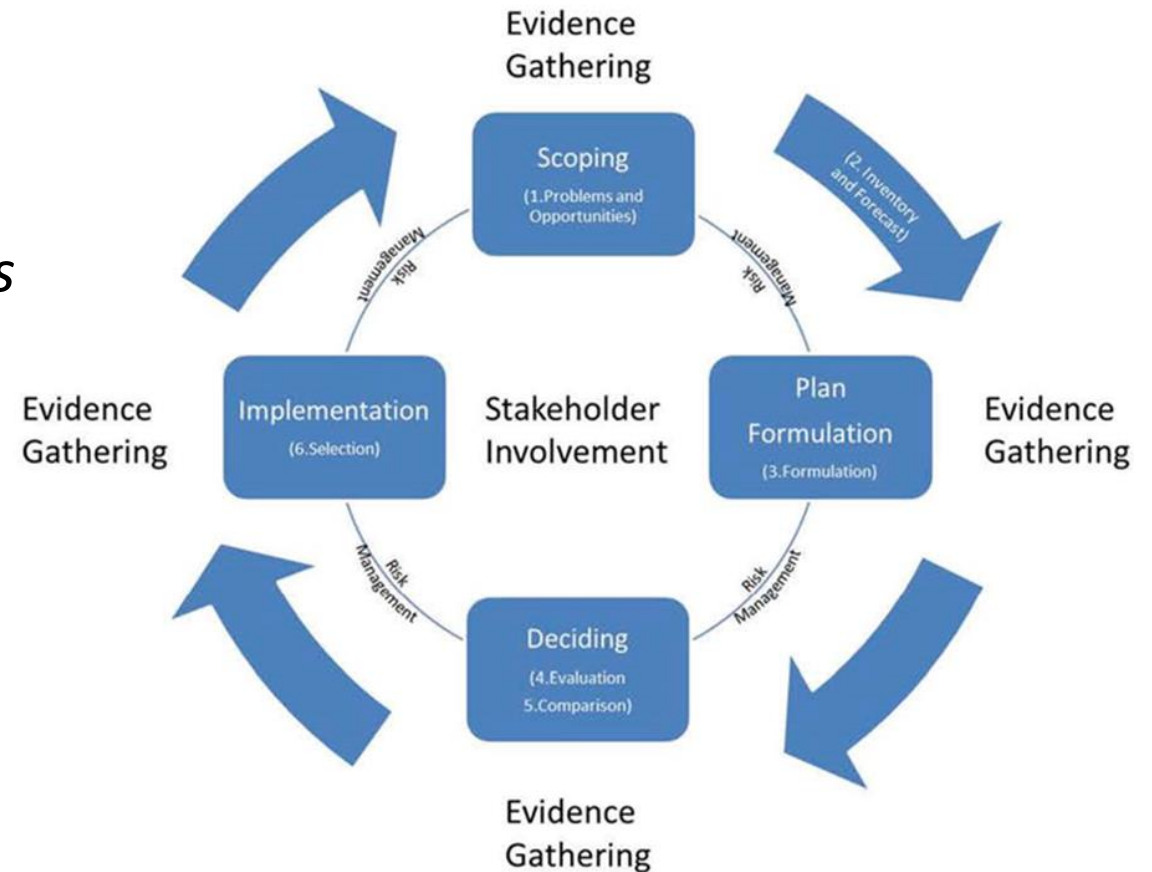 Evidence
Gathering
Scoping
(1.Problems and
Opportunities)
(2. Inventory
and Forecast)
Risk
Management
Risk
Management
s
Implementation
(6.Selection)
Evidence
Gathering
Stakeholder
Involvement
Plan
Formulation
(3.Formulation)
Evidence
Gathering
Risk
Management
Risk
Management
Deciding
(4.Evaluation
5.Comparison)
Evidence
Gathering